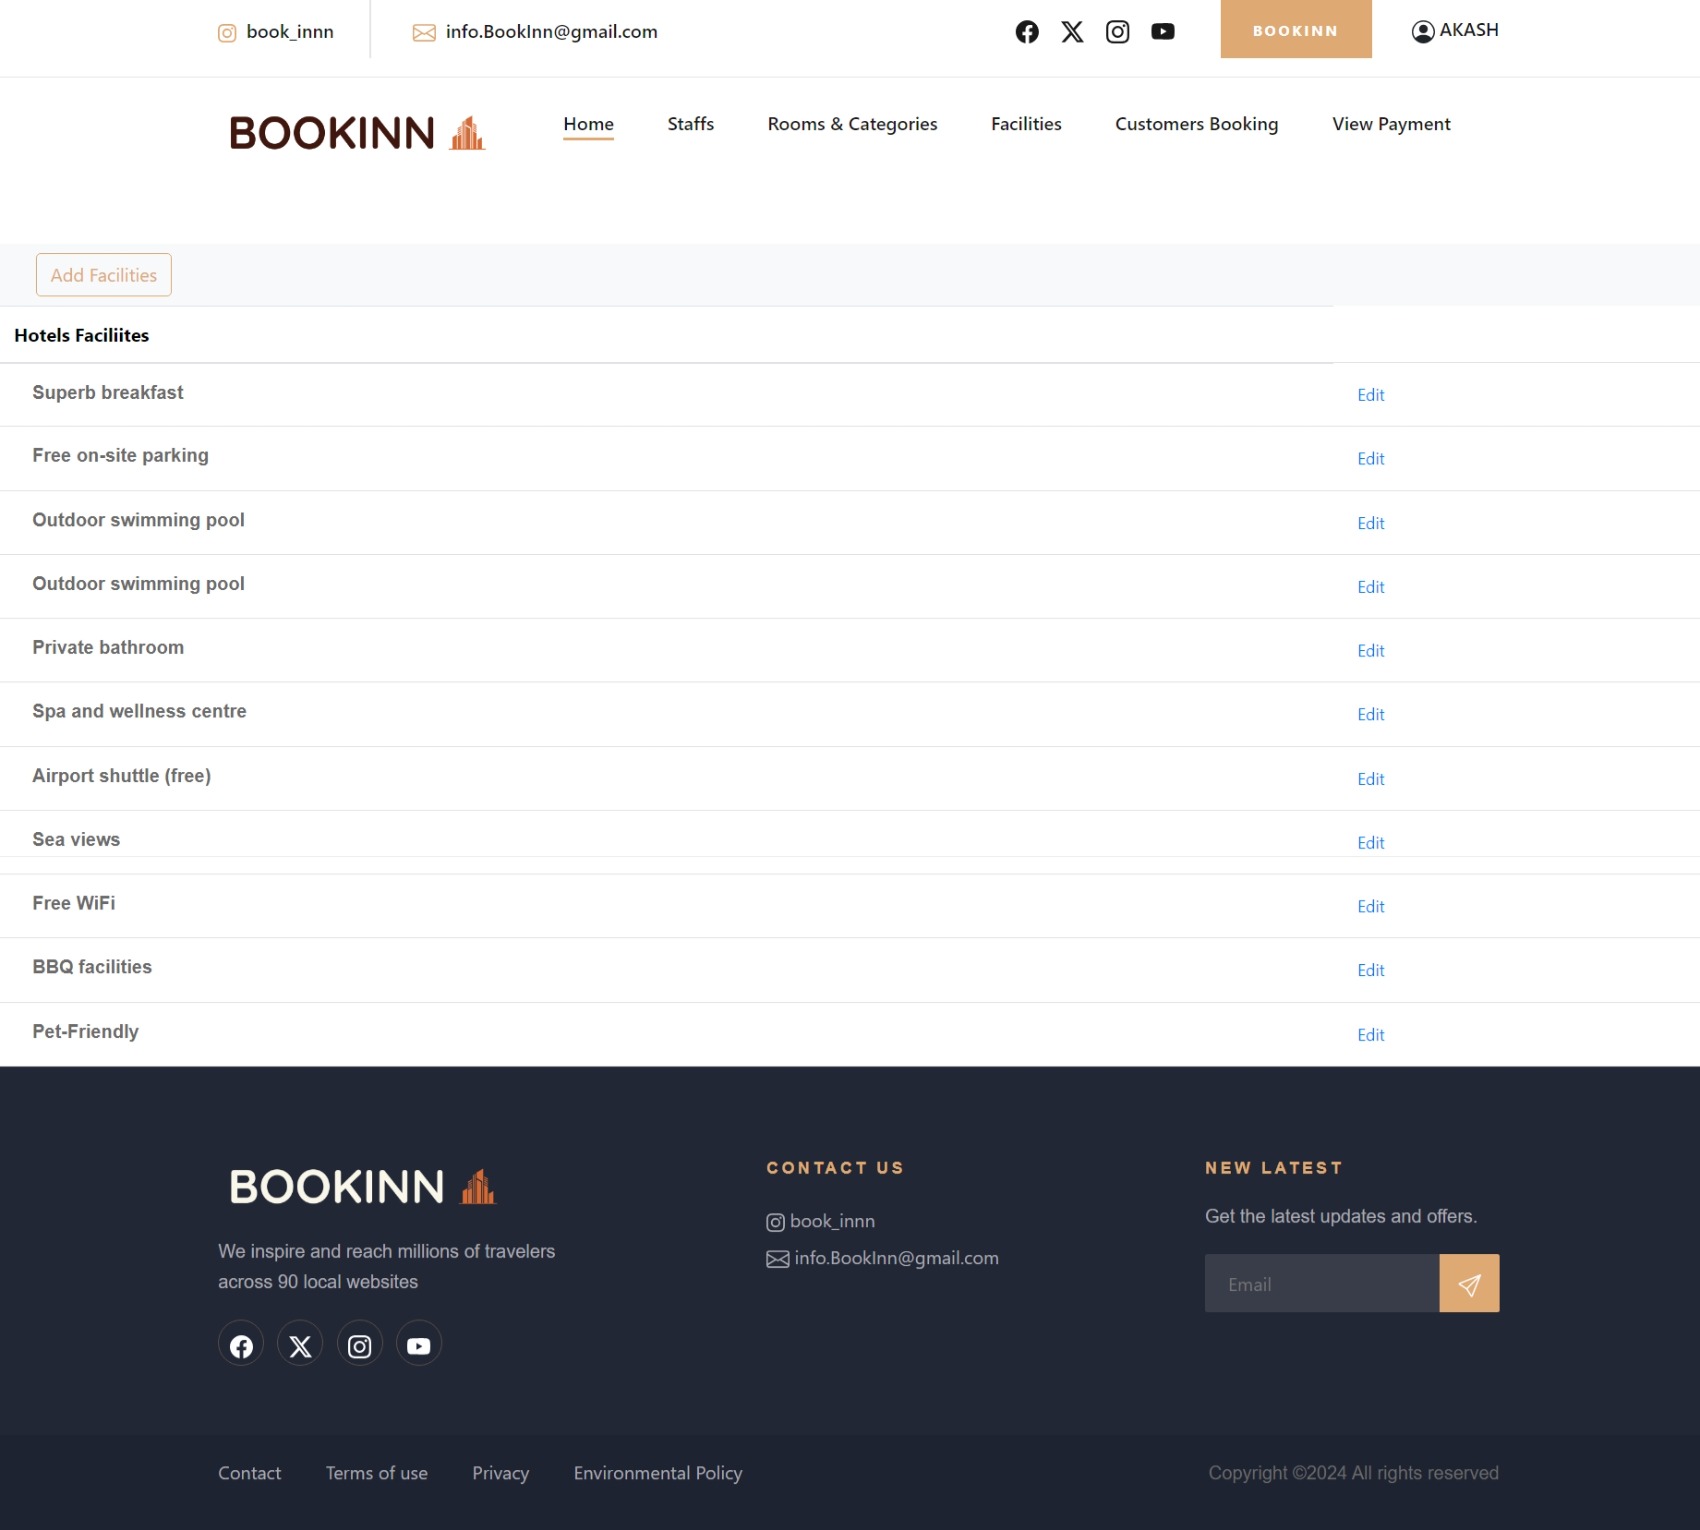 book_innn
info.BookInn@gmail.com
BOOKINN
AKASH
BOOKINN
Home
Staffs
Rooms & Categories
Facilities
Customers Booking
View Payment
Add Facilities
Hotels Faciliites
Superb breakfast
Edit
Free on-site parking
Edit
Outdoor swimming pool
Edit
Outdoor swimming pool
Edit
Private bathroom
Edit
Spa and wellness centre
Edit
Airport shuttle (free)
Edit
Sea views
Edit
Free WiFi
Edit
BBQ facilities
Edit
Pet-Friendly
Edit
BOOKINN
We inspire and reach millions of travelers
across 90 local websites
CONTACT US
book_innn
info.BookInn@gmail.com
NEW LATEST
Get the latest updates and offers.
Email
Contact
Terms of use
Privacy
Environmental Policy
Copyright ©2024 All rights reserved